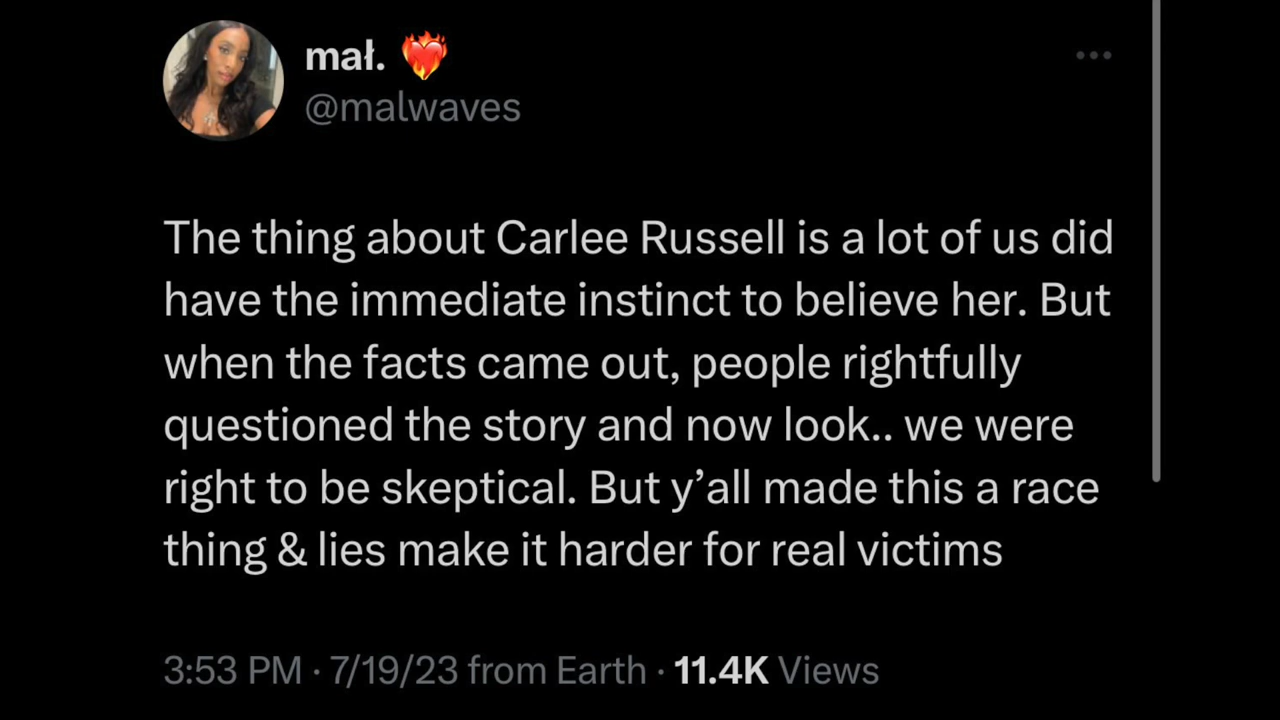 mał. ❤️‍🔥
@malwaves
The thing about Carlee Russell is a lot of us did
have the immediate instinct to believe her. But
when the facts came out, people rightfully
questioned the story and now look.. we were
right to be skeptical. But y’all made this a race
thing & lies make it harder for real victims
3:53 PM · 7/19/23 from Earth · 11.4K Views